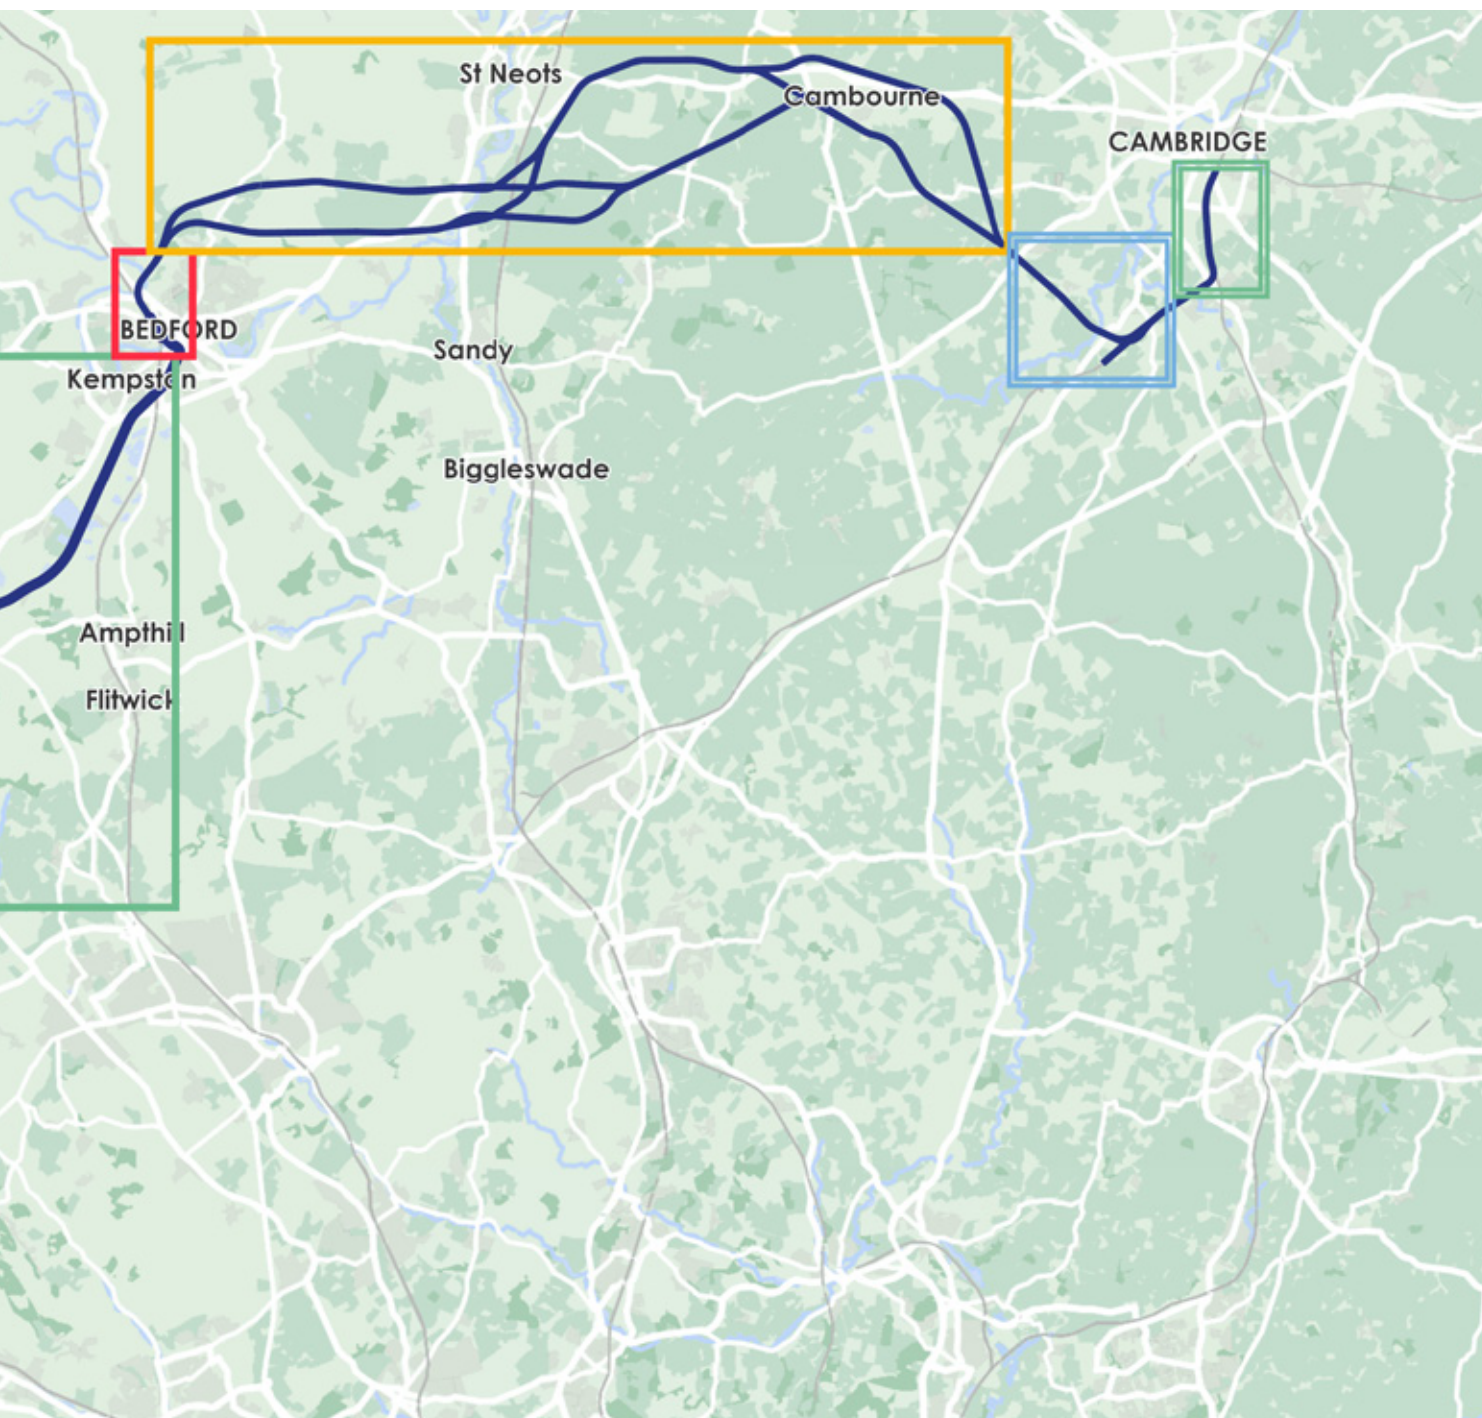 St Neots
Cambourne
CAMBRIDGE
BEDFORD
Sandy
Kempston
Biggleswade
Ampthill
Flitwick